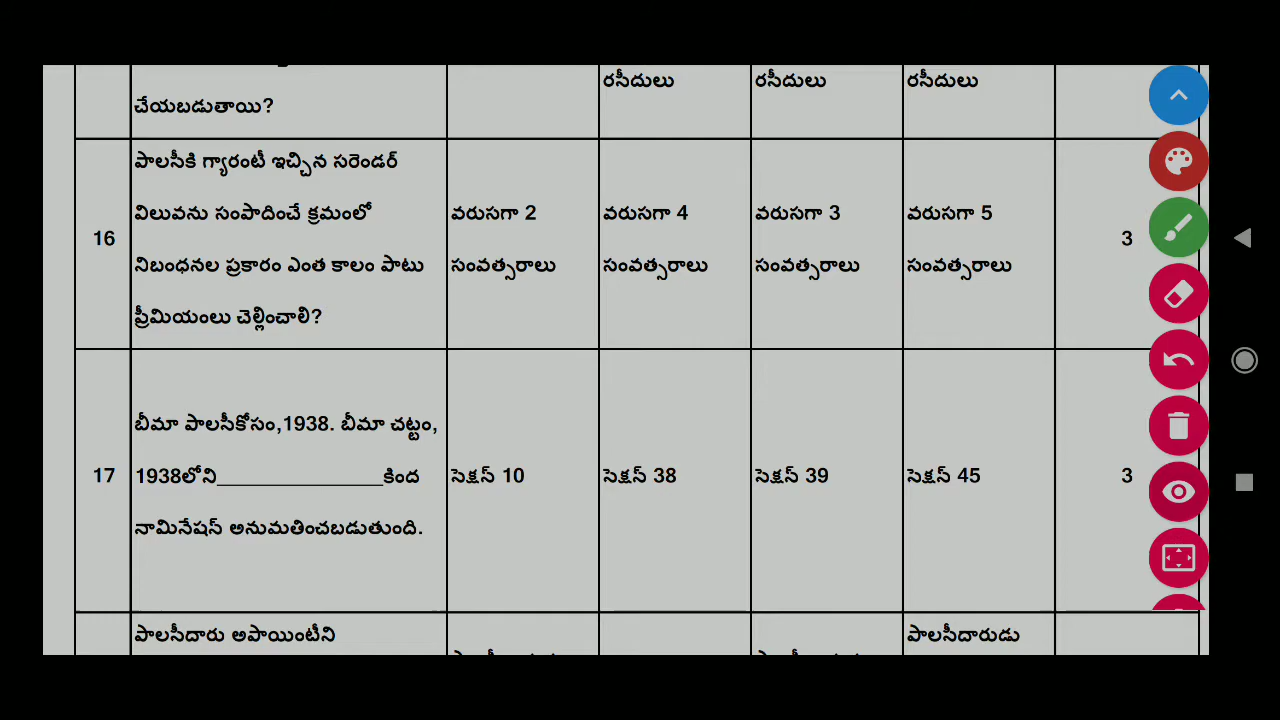 రసీదులు రసీదులు రసీదులు
చేయబడుతాయి?
16
పాలసీకి గ్యారంటీ ఇచ్చిన సరెండర్
విలువను సంపాదించే క్రమంలో
నిబంధనల ప్రకారం ఎంత కాలం పాటు
ప్రీమియంలు చెల్లించాలి?
వరుసగా 2
సంవత్సరాలు
వరుసగా 4
సంవత్సరాలు
వరుసగా 3
సంవత్సరాలు
వరుసగా 5
సంవత్సరాలు
3
17
బీమా పాలసీకోసం,1938. బీమా చట్టం,
1938లోని_______________కింద
నామినేషన్ అనుమతించబడుతుంది.
సెక్షన్ 10
సెక్షన్ 38
సెక్షన్ 39
సెక్షన్ 45
3
పాలసీదారు అపాయింటీని
పాలసీదారుడు